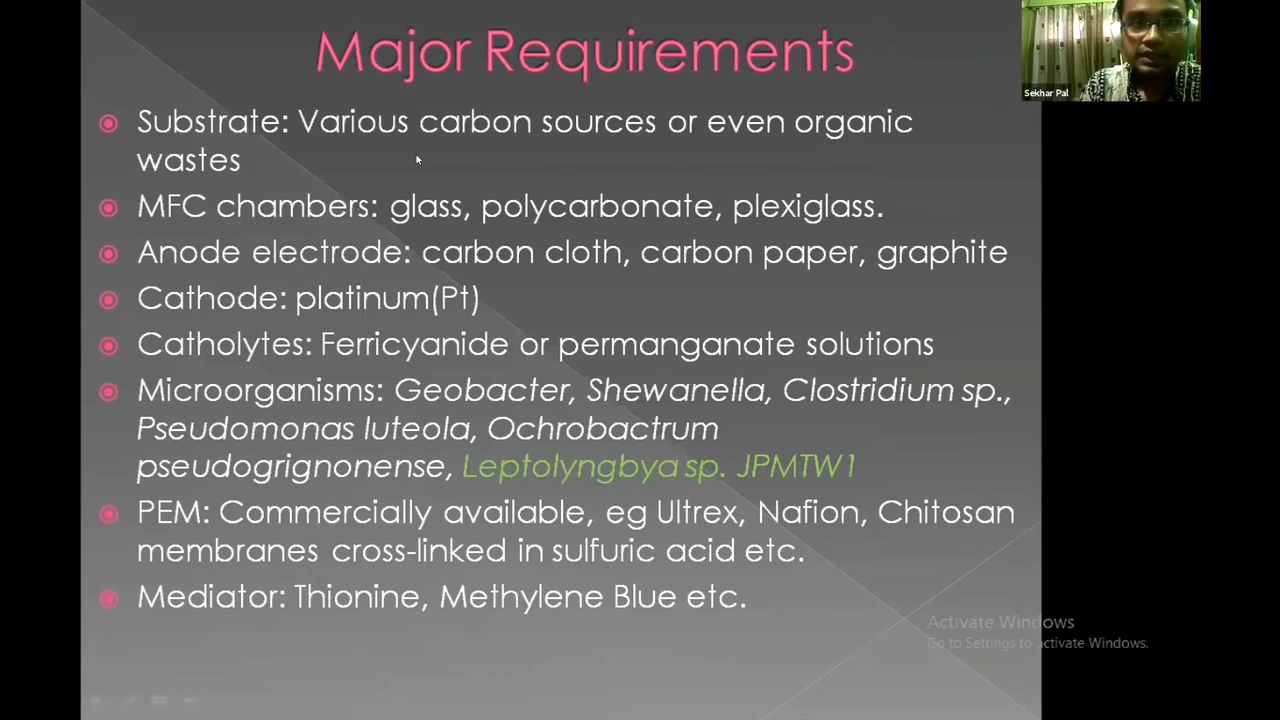 Major Requirements
Sekhar Pal
Substrate: Various carbon sources or even organic
wastes
MFC chambers: glass, polycarbonate, plexiglass.
Anode electrode: carbon cloth, carbon paper, graphite
Cathode: platinum(Pt)
Catholytes: Ferricyanide or permanganate solutions
Microorganisms: Geobacter, Shewanella, Clostridium sp.,
Pseudomonas luteola, Ochrobactrum
pseudogrignonense, Leptolyngbya sp. JPMTW1
PEM: Commercially available, eg Ultrex, Nafion, Chitosan
membranes cross-linked in sulfuric acid etc.
Mediator: Thionine, Methylene Blue etc.
Activate Windows
Go to Settings to activate Windows.